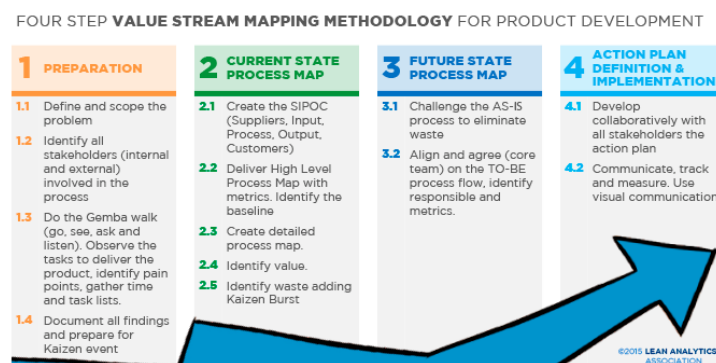 FOUR STEP VALUE STREAM MAPPING METHODOLOGY FOR PRODUCT DEVELOPMENT
1 PREPARATION
1.1 Define and scope the
problem
1.2 Identify all
stakeholders (internal
and external)
involved in the
process
1.3 Do the Gemba walk
(go, see, ask and
listen). Observe the
tasks to deliver the
product, identify pain
points, gather time
and task lists.
1.4 Document all findings
and prepare for
Kaizen event
2 CURRENT STATE
PROCESS MAP
2.1 Create the SIPOC
(Suppliers, Input,
Process, Output,
Customers)
2.2 Deliver High Level
Process Map with
metrics. Identify the
baseline
2.3 Create detailed
process map.
2.4 Identify value.
2.5 Identify waste adding
Kaizen Burst
3 FUTURE STATE
PROCESS MAP
3.1 Challenge the AS-IS
process to eliminate
waste
3.2 Align and agree (core
team) on the TO-BE
process flow, identify
responsible and
metrics.
4 ACTION PLAN
DEFINITION &
IMPLEMENTATION
4.1 Develop
collaboratively with
all stakeholders the
action plan
4.2 Communicate, track
and measure. Use
visual communication
©2015 LEAN ANALYTICS
ASSOCIATION